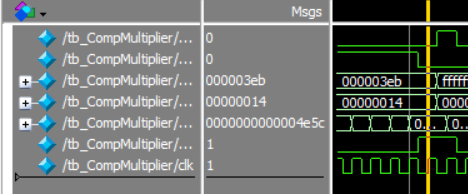 Msgs
/tb_CompMultiplier/... 0
/tb_CompMultiplier/... 0
/tb_CompMultiplier/... 000003eb 000003eb ffffff
/tb_CompMultiplier/... 00000014 00000014 0000
/tb_CompMultiplier/... 0000000000004e5c 0... 0...
/tb_CompMultiplier/... 1
/tb_CompMultiplier/clk 1